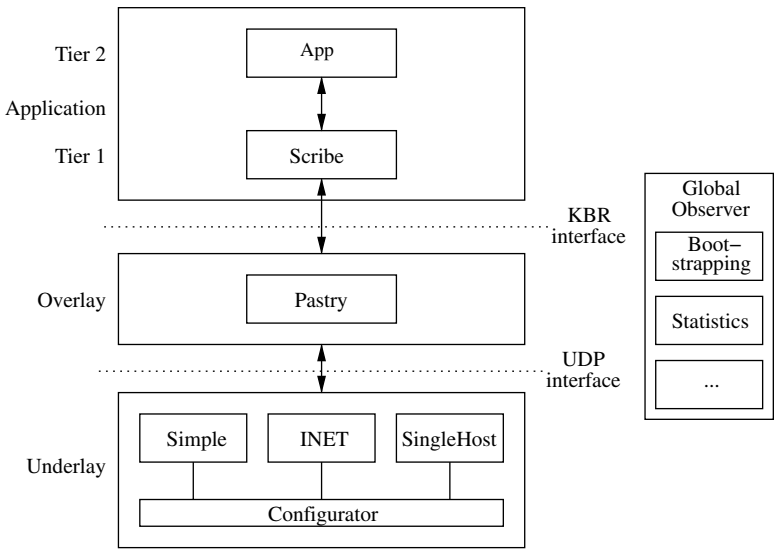 Tier 2
App
Application
Tier 1
Scribe
KBR
interface
Overlay
Pastry
UDP
interface
Underlay
Simple
INET
SingleHost
Configurator
Global
Observer
Boot−
strapping
Statistics
...